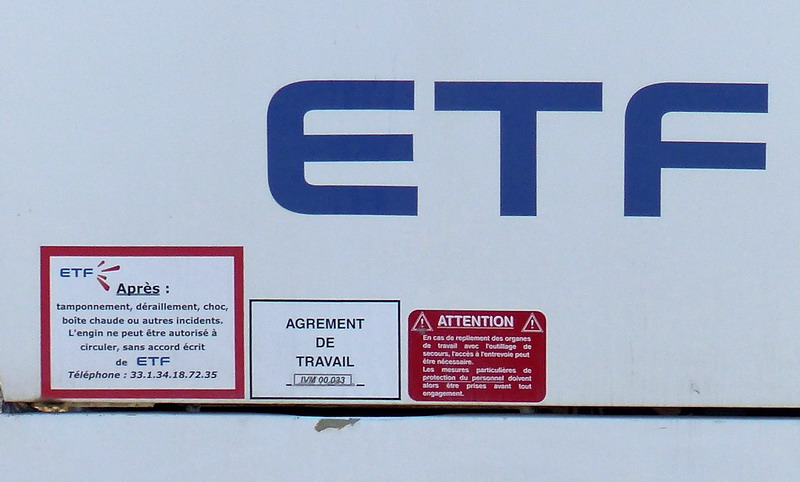 ETF
ETF
Après :
tamponnement, déraillement, choc,
boîte chaude ou autres incidents.
L'engin ne peut être autorisé à
circuler, sans accord écrit
de ETF
Téléphone : 33.1.34.18.72.35
AGREMENT
DE
TRAVAIL
IVM 00.033
ATTENTION
En cas de repliement des organes
de travail avec l'outillage de
secours, l'accès à l'entrevoie peut
être nécessaire.
Les mesures particulières de
protection du personnel doivent
alors être prises avant tout
engagement.